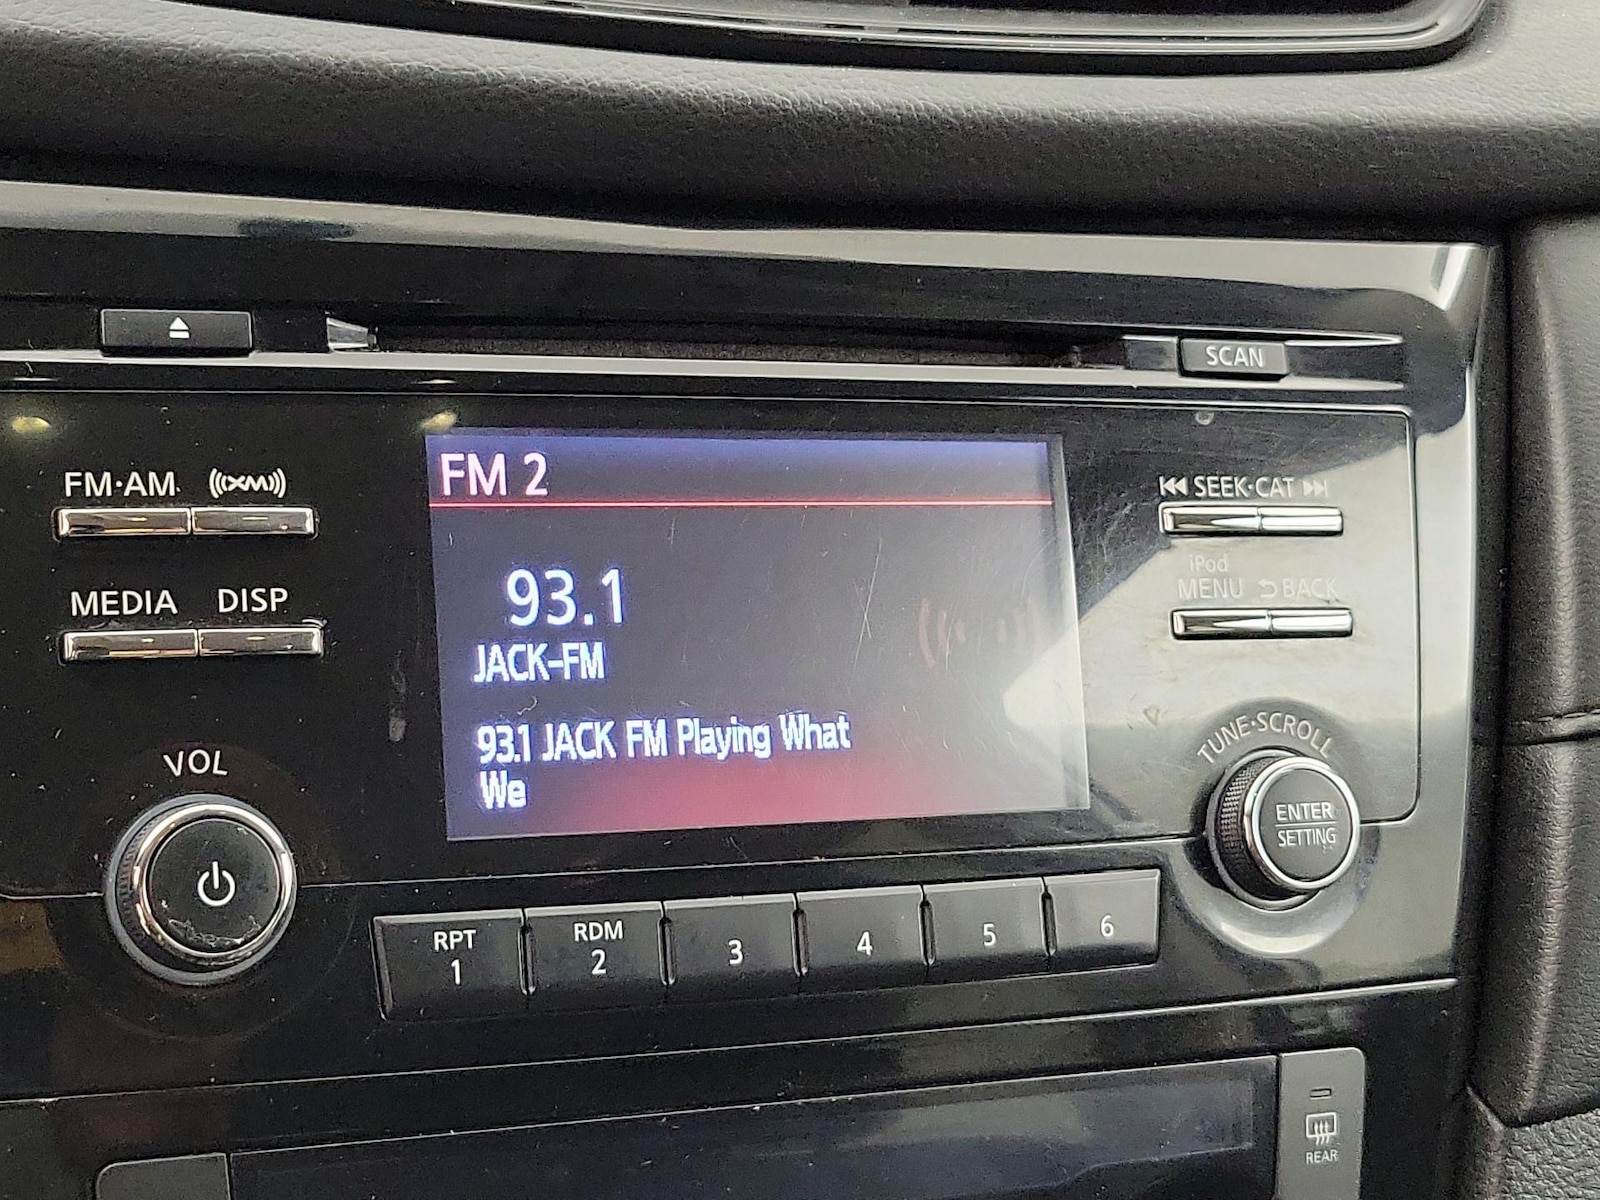 SCAN
FM·AM (((XM)))
MEDIA DISP
VOL
FM 2
93.1
JACK-FM
93.1 JACK FM Playing What
We
SEEK·CAT
iPod
MENU BACK
TUNE·SCROLL
ENTER
SETTING
RPT
1
RDM
2
3
4
5
6
REAR